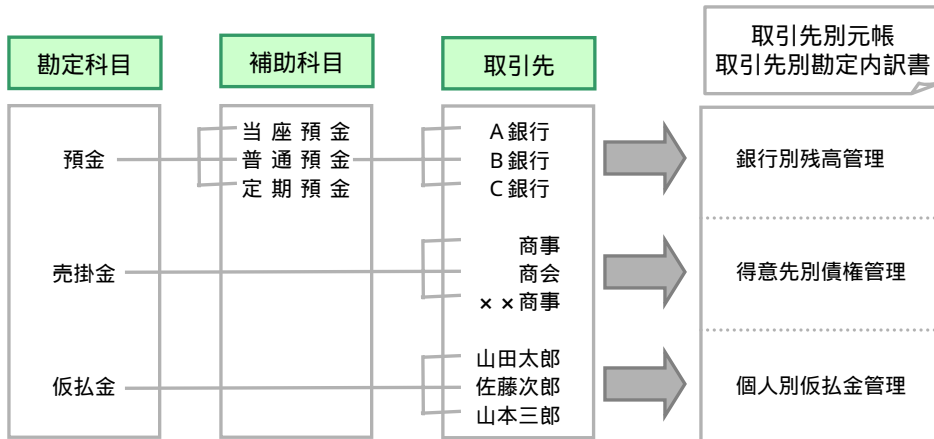 勘定科目
補助科目
取引先
取引先別元帳
取引先別勘定内訳書
預金
当座預金
普通預金
定期預金
A銀行
B銀行
C銀行
銀行別残高管理
売掛金
商事
商会
××商事
得意先別債権管理
仮払金
山田太郎
佐藤次郎
山本三郎
個人別仮払金管理